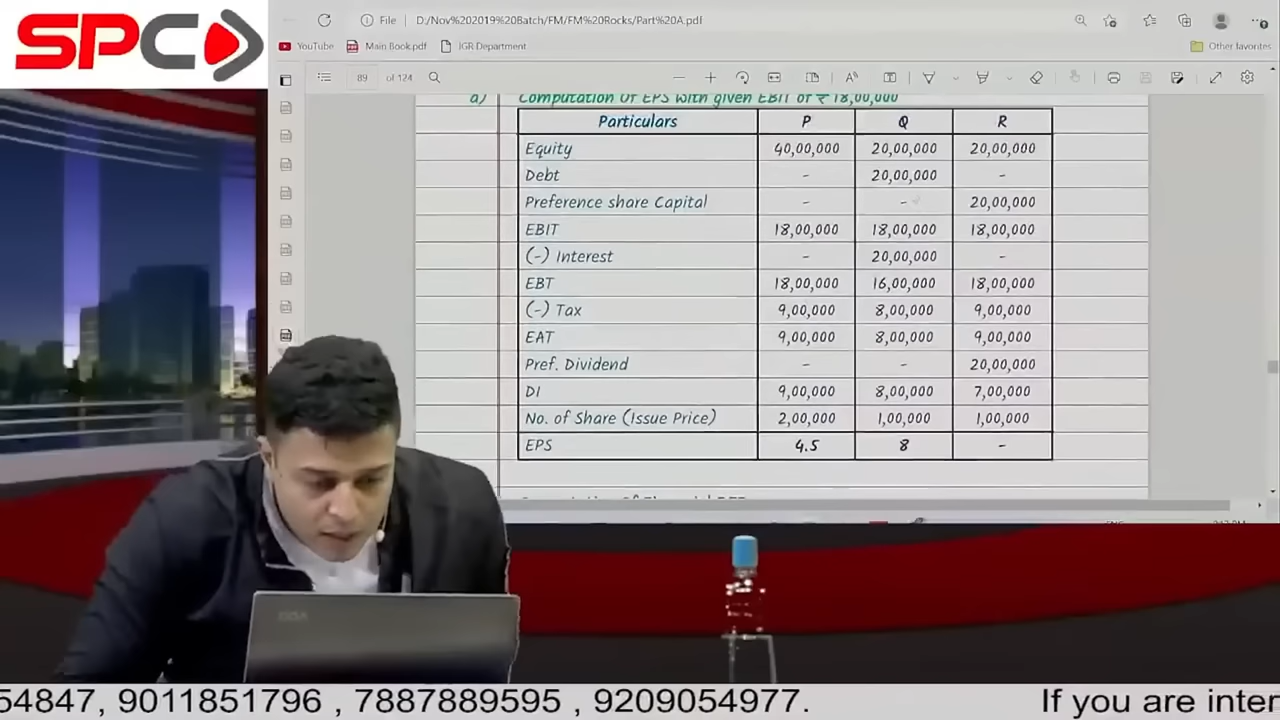 SPC
File D:/Nov%202019%20Batch/FM/FM%20Rocks/Part%20A.pdf
YouTube Main Book.pdf IGR Department Other favorites
89 of 124
a) Computation Of EPS with given EBIT of ₹ 18,00,000
Particulars P Q R
Equity 40,00,000 20,00,000 20,00,000
Debt - 20,00,000 -
Preference share Capital - - 20,00,000
EBIT 18,00,000 18,00,000 18,00,000
(-) Interest - 20,00,000 -
EBT 18,00,000 16,00,000 18,00,000
(-) Tax 9,00,000 8,00,000 9,00,000
EAT 9,00,000 8,00,000 9,00,000
Pref. Dividend - - 20,00,000
DI 9,00,000 8,00,000 7,00,000
No. of Share (Issue Price) 2,00,000 1,00,000 1,00,000
EPS 4.5 8 -
54847, 9011851796 , 7887889595 , 9209054977. If you are inter